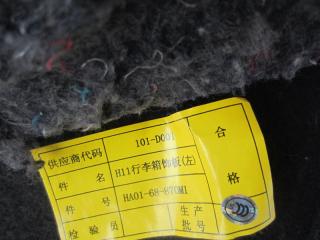 供应商代码 101-D001
件名 H11行李箱饰板(左)
件号 HA01-68-870M1
检验员 生产批号
合格